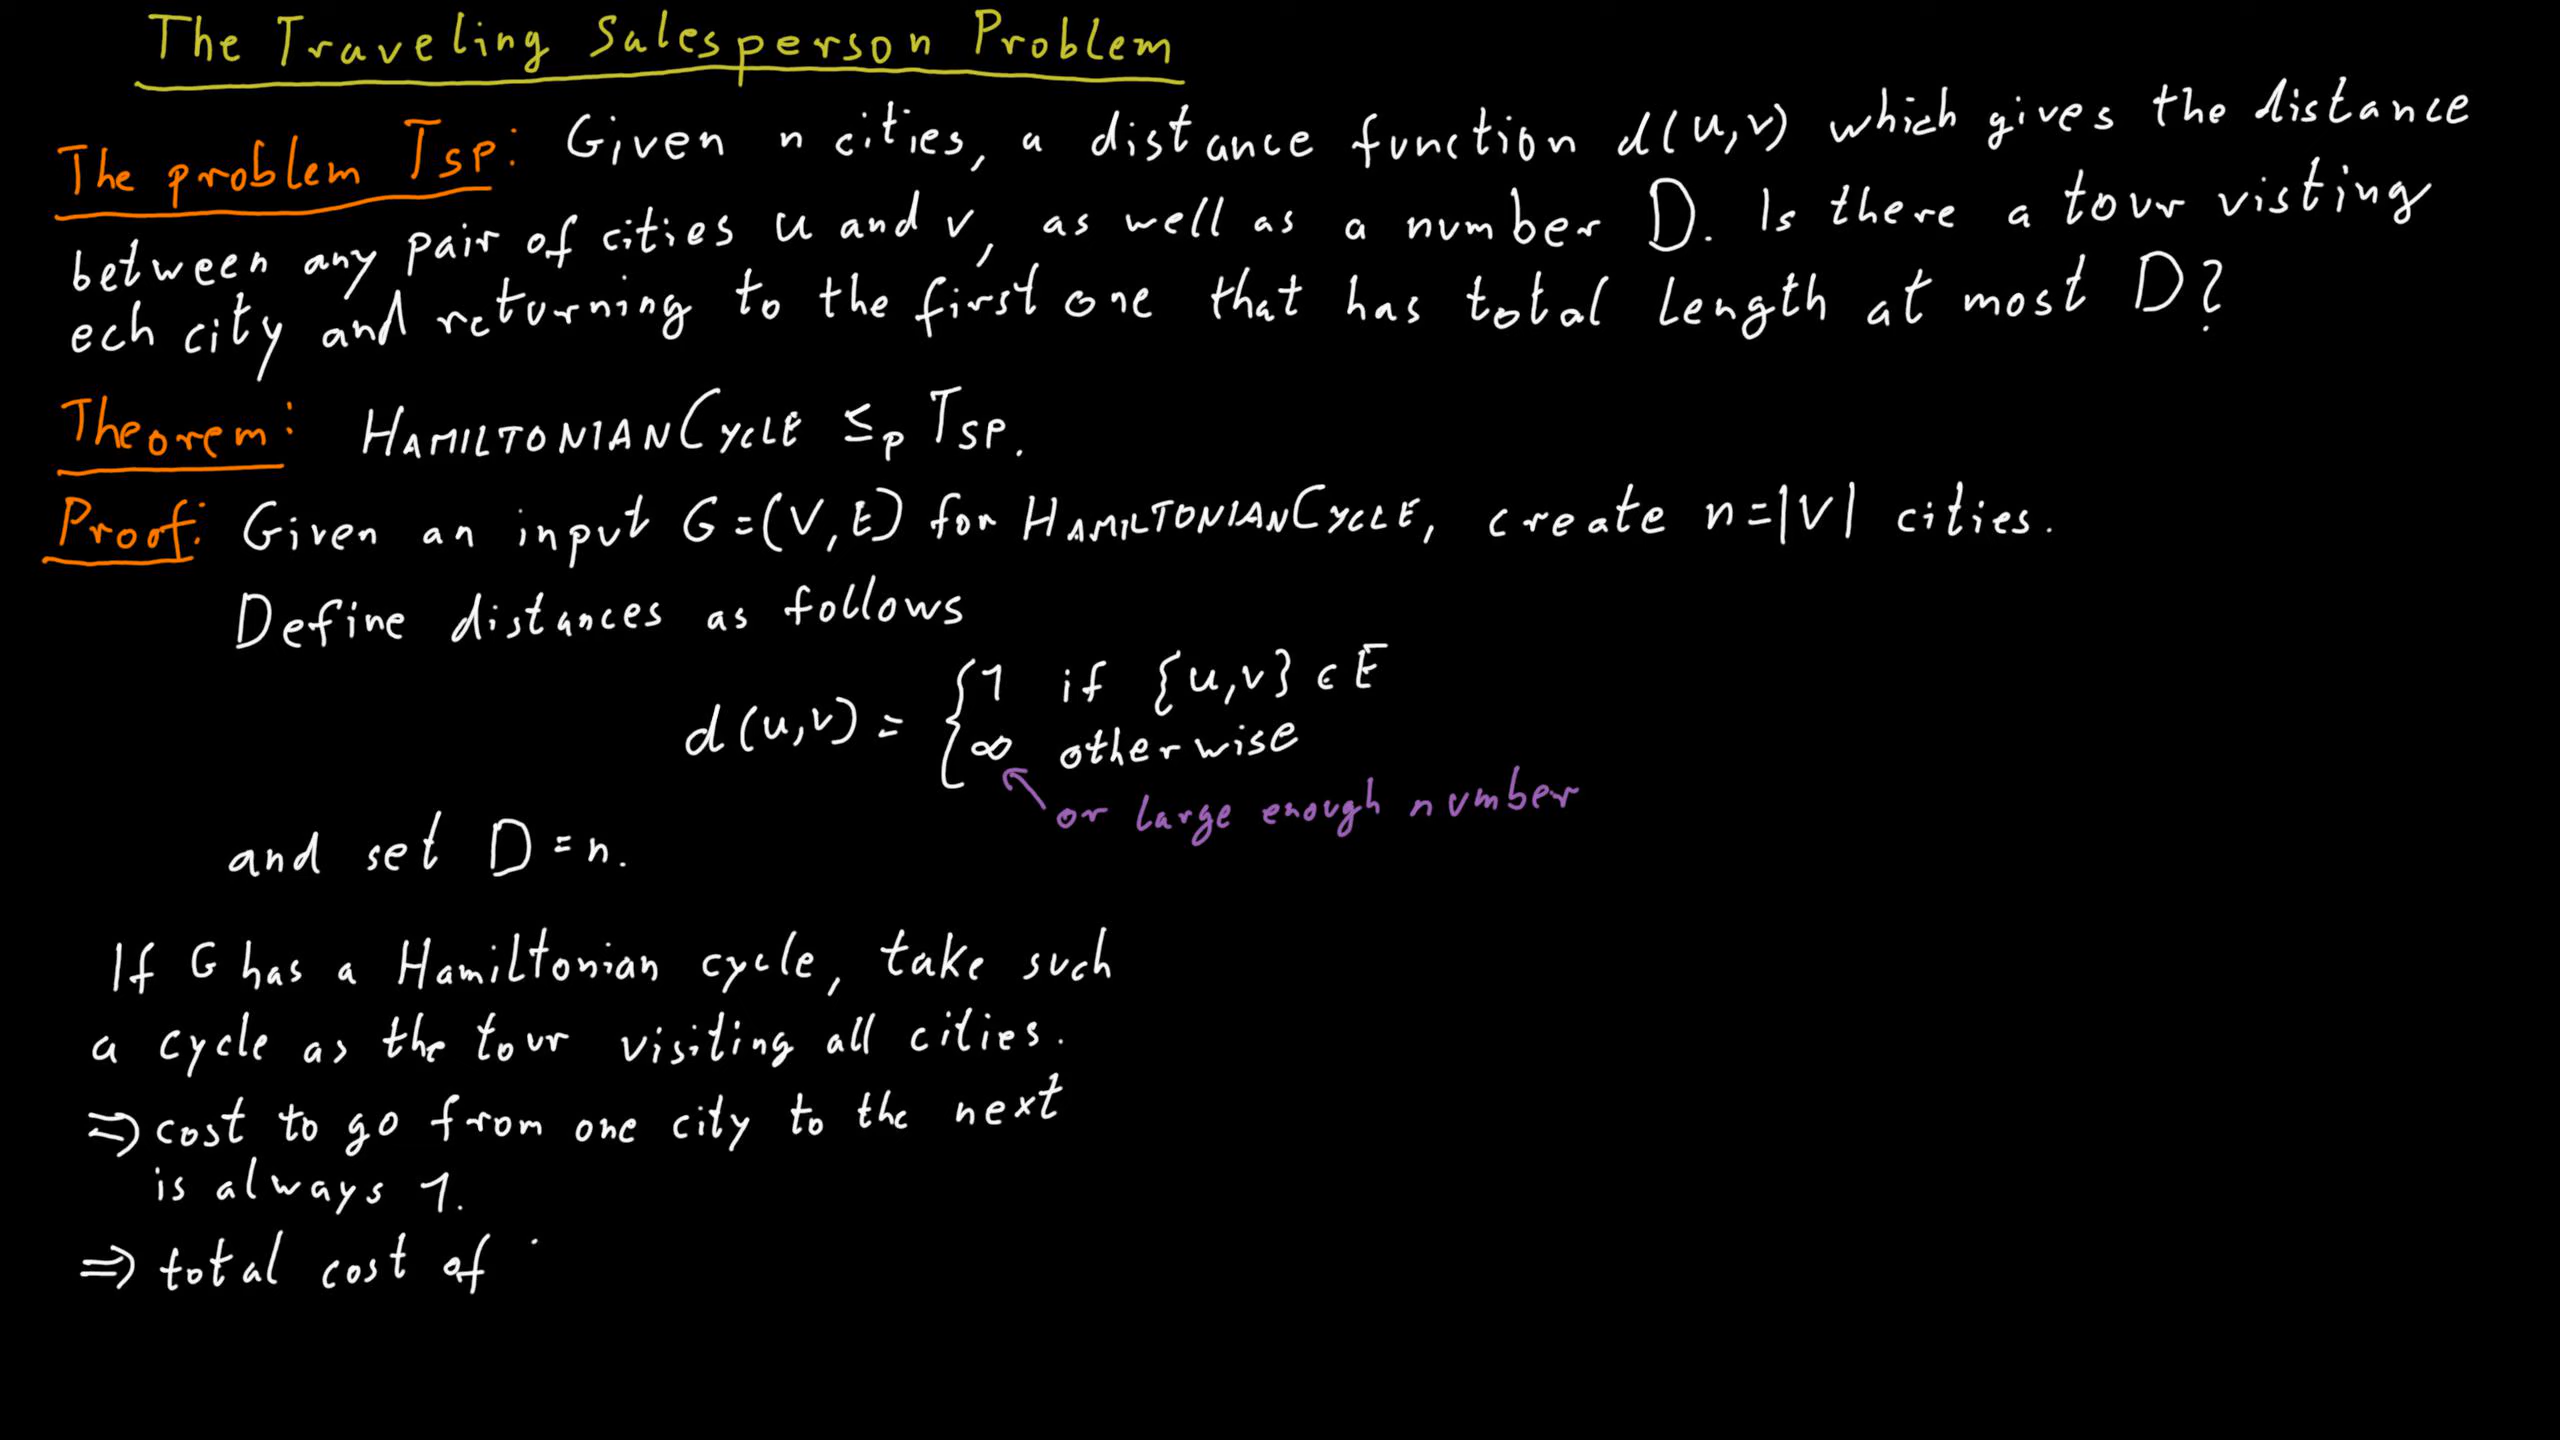 The Traveling Salesperson Problem
The problem TSP: Given n cities, a distance function d(u,v) which gives the distance
between any pair of cities u and v, as well as a number D. Is there a tour visting
ech city and returning to the first one that has total length at most D?
Theorem: HAMILTONIANCYCLE ≤p TSP.
Proof: Given an input G=(V,E) for HAMILTONIANCYCLE, create n=|V| cities.
Define distances as follows
d(u,v) = { 1 if {u,v} ∈ E
∞ otherwise
or large enough number
and set D=n.
If G has a Hamiltonian cycle, take such
a cycle as the tour visiting all cities.
⇒ cost to go from one city to the next
is always 1.
⇒ total cost of